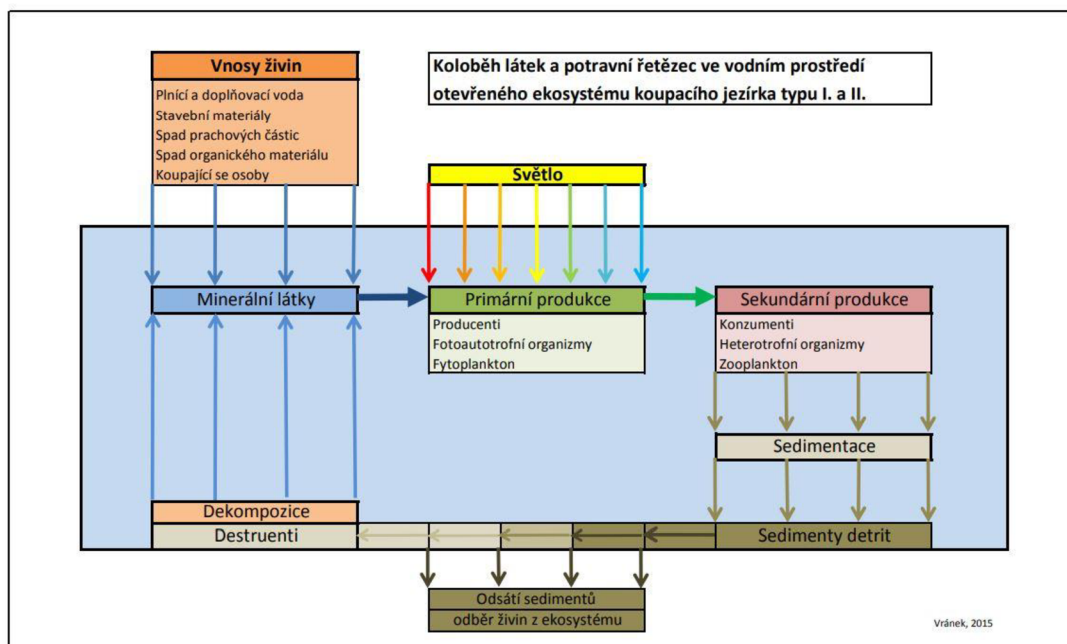 Vnosy živin
Plnící a doplňovací voda
Stavební materiály
Spad prachových částic
Spad organického materiálu
Koupající se osoby
Koloběh látek a potravní řetězec ve vodním prostředí
otevřeného ekosystému koupacího jezírka typu I. a II.
Světlo
Minerální látky
Primární produkce
Producenti
Fotoautotrofní organizmy
Fytoplankton
Sekundární produkce
Konzumenti
Heterotrofní organizmy
Zooplankton
Sedimentace
Dekompozice
Destruenti
Sedimenty detrit
Odsátí sedimentů
odběr živin z ekosystému
Vránek, 2015